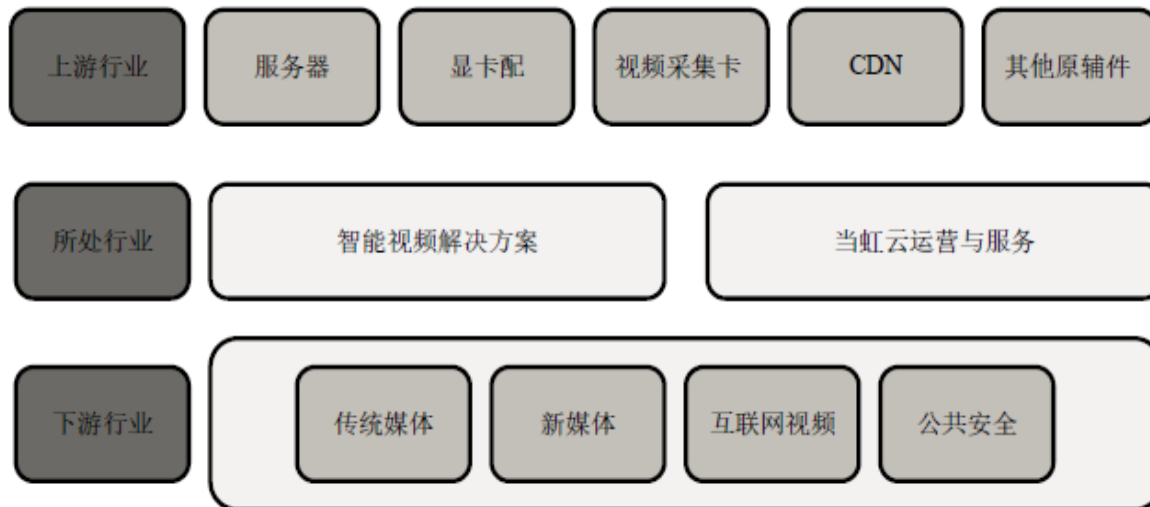 上游行业
服务器
显卡配
视频采集卡
CDN
其他原辅件
所处行业
智能视频解决方案
当虹云运营与服务
下游行业
传统媒体
新媒体
互联网视频
公共安全